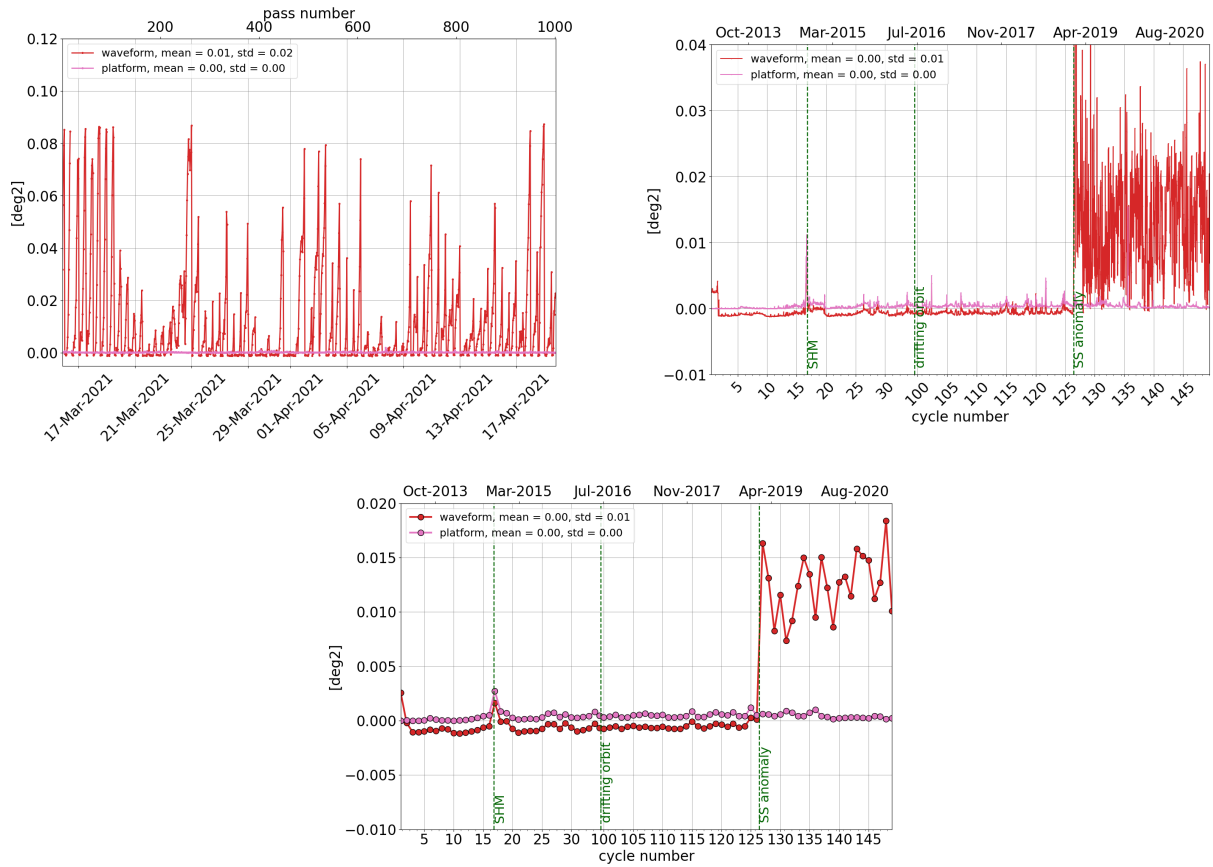 pass number
200 400 600 800 1000
0.12
0.10
0.08
0.06
0.04
0.02
0.00
[deg2]
waveform, mean = 0.01, std = 0.02
platform, mean = 0.00, std = 0.00
17-Mar-2021 21-Mar-2021 25-Mar-2021 29-Mar-2021 01-Apr-2021 05-Apr-2021 09-Apr-2021 13-Apr-2021 17-Apr-2021
Oct-2013 Mar-2015 Jul-2016 Nov-2017 Apr-2019 Aug-2020
0.04
0.03
0.02
0.01
0.00
−0.01
[deg2]
waveform, mean = 0.00, std = 0.01
platform, mean = 0.00, std = 0.00
SHM
drifting orbit
SS anomaly
5 10 15 20 25 30 100 105 110 115 120 125 130 135 140 145
cycle number
Oct-2013 Mar-2015 Jul-2016 Nov-2017 Apr-2019 Aug-2020
0.020
0.015
0.010
0.005
0.000
−0.005
−0.010
[deg2]
waveform, mean = 0.00, std = 0.01
platform, mean = 0.00, std = 0.00
SHM
drifting orbit
SS anomaly
5 10 15 20 25 30 100 105 110 115 120 125 130 135 140 145
cycle number